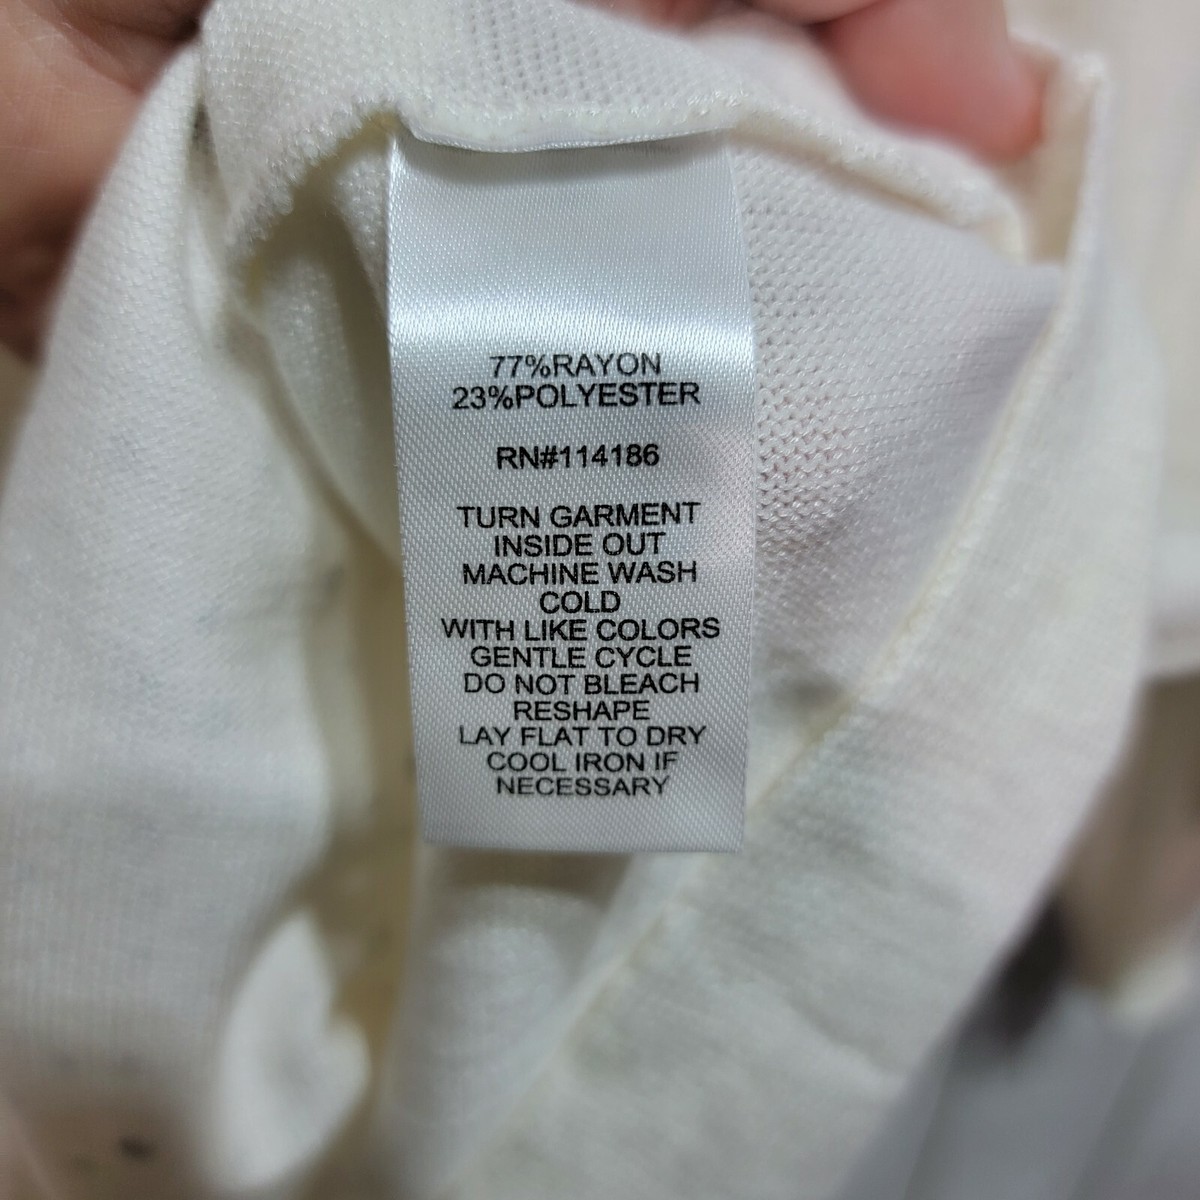 77%RAYON
23%POLYESTER
RN#114186
TURN GARMENT
INSIDE OUT
MACHINE WASH
COLD
WITH LIKE COLORS
GENTLE CYCLE
DO NOT BLEACH
RESHAPE
LAY FLAT TO DRY
COOL IRON IF
NECESSARY